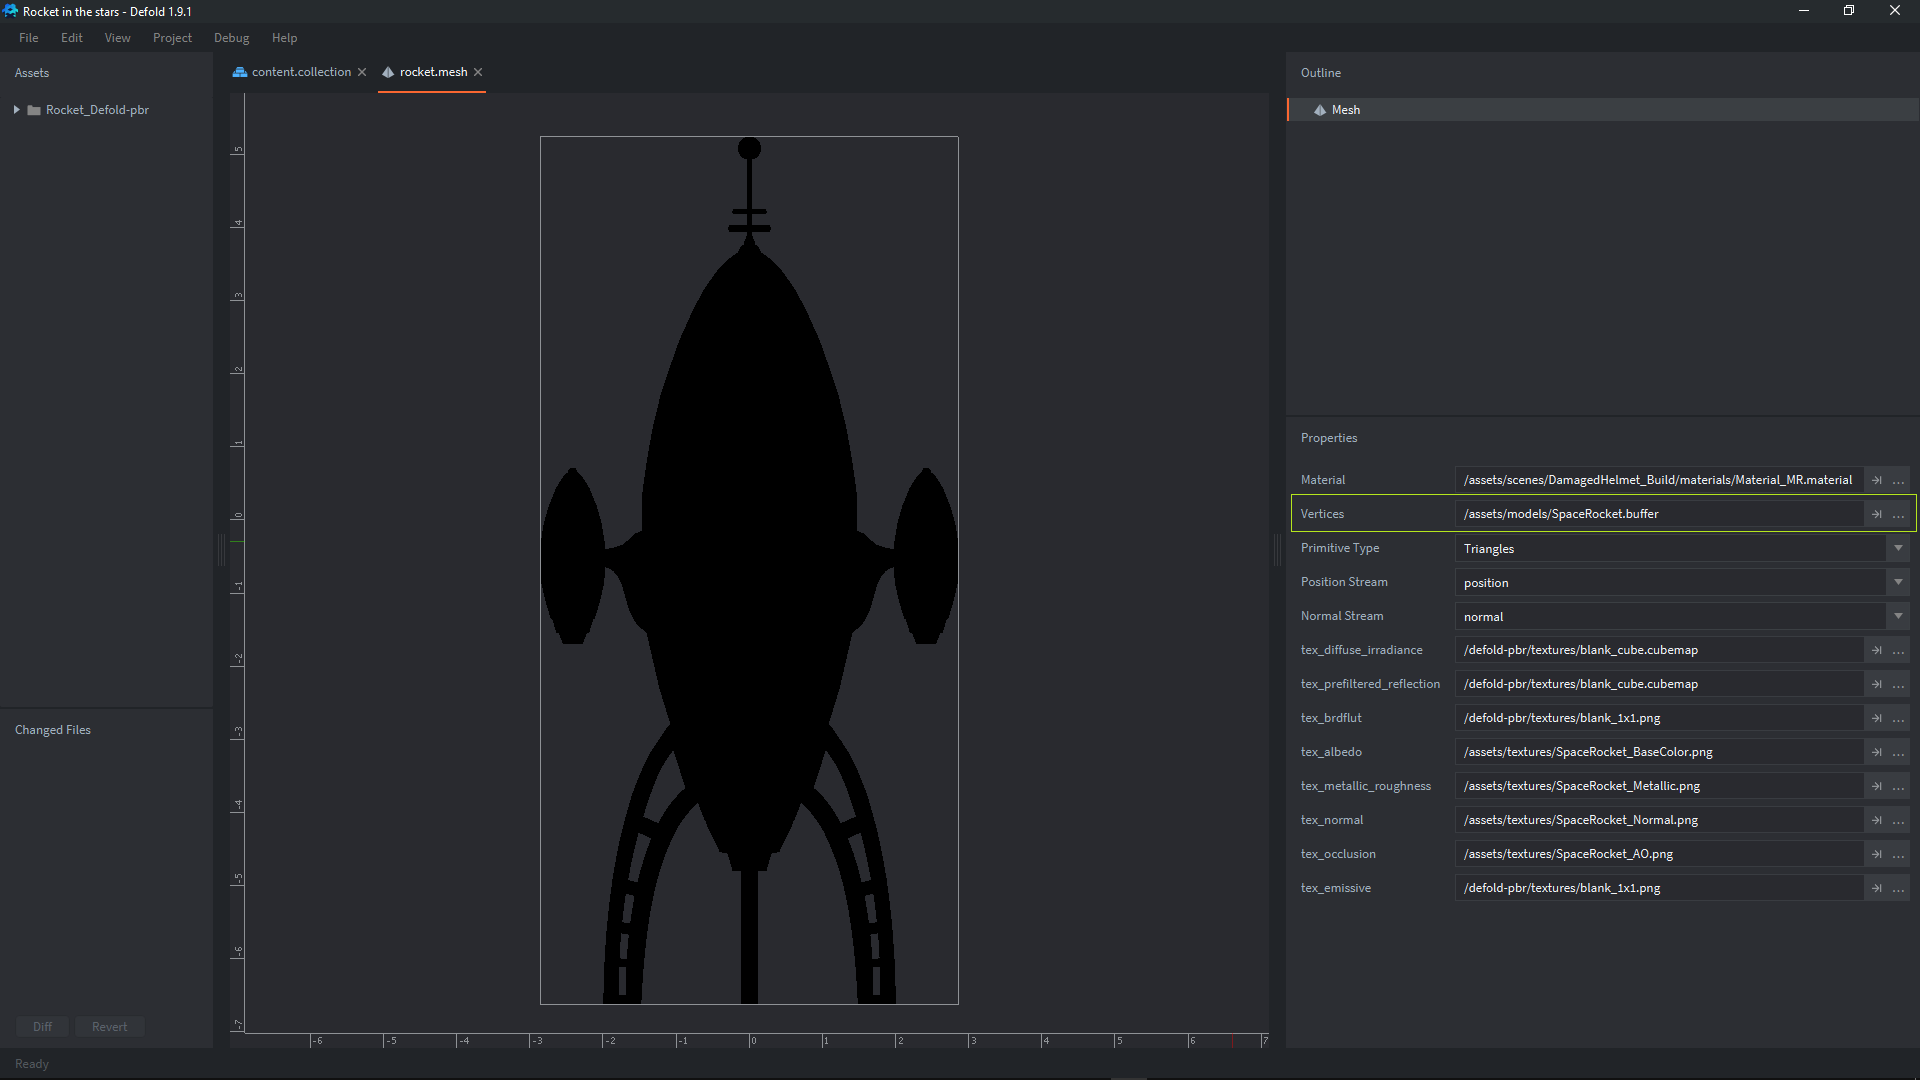 Rocket in the stars - Defold 1.9.1
File Edit View Project Debug Help
Assets
Rocket_Defold-pbr
Changed Files
Diff Revert
Ready
content.collection rocket.mesh
5
4
3
2
1
0
-1
-2
-3
-4
-5
-6
-7
-6 -5 -4 -3 -2 -1 0 1 2 3 4 5 6 7
Outline
Mesh
Properties
Material /assets/scenes/DamagedHelmet_Build/materials/Material_MR.material ...
Vertices /assets/models/SpaceRocket.buffer ...
Primitive Type Triangles
Position Stream position
Normal Stream normal
tex_diffuse_irradiance /defold-pbr/textures/blank_cube.cubemap ...
tex_prefiltered_reflection /defold-pbr/textures/blank_cube.cubemap ...
tex_brdflut /defold-pbr/textures/blank_1x1.png ...
tex_albedo /assets/textures/SpaceRocket_BaseColor.png ...
tex_metallic_roughness /assets/textures/SpaceRocket_Metallic.png ...
tex_normal /assets/textures/SpaceRocket_Normal.png ...
tex_occlusion /assets/textures/SpaceRocket_AO.png ...
tex_emissive /defold-pbr/textures/blank_1x1.png ...